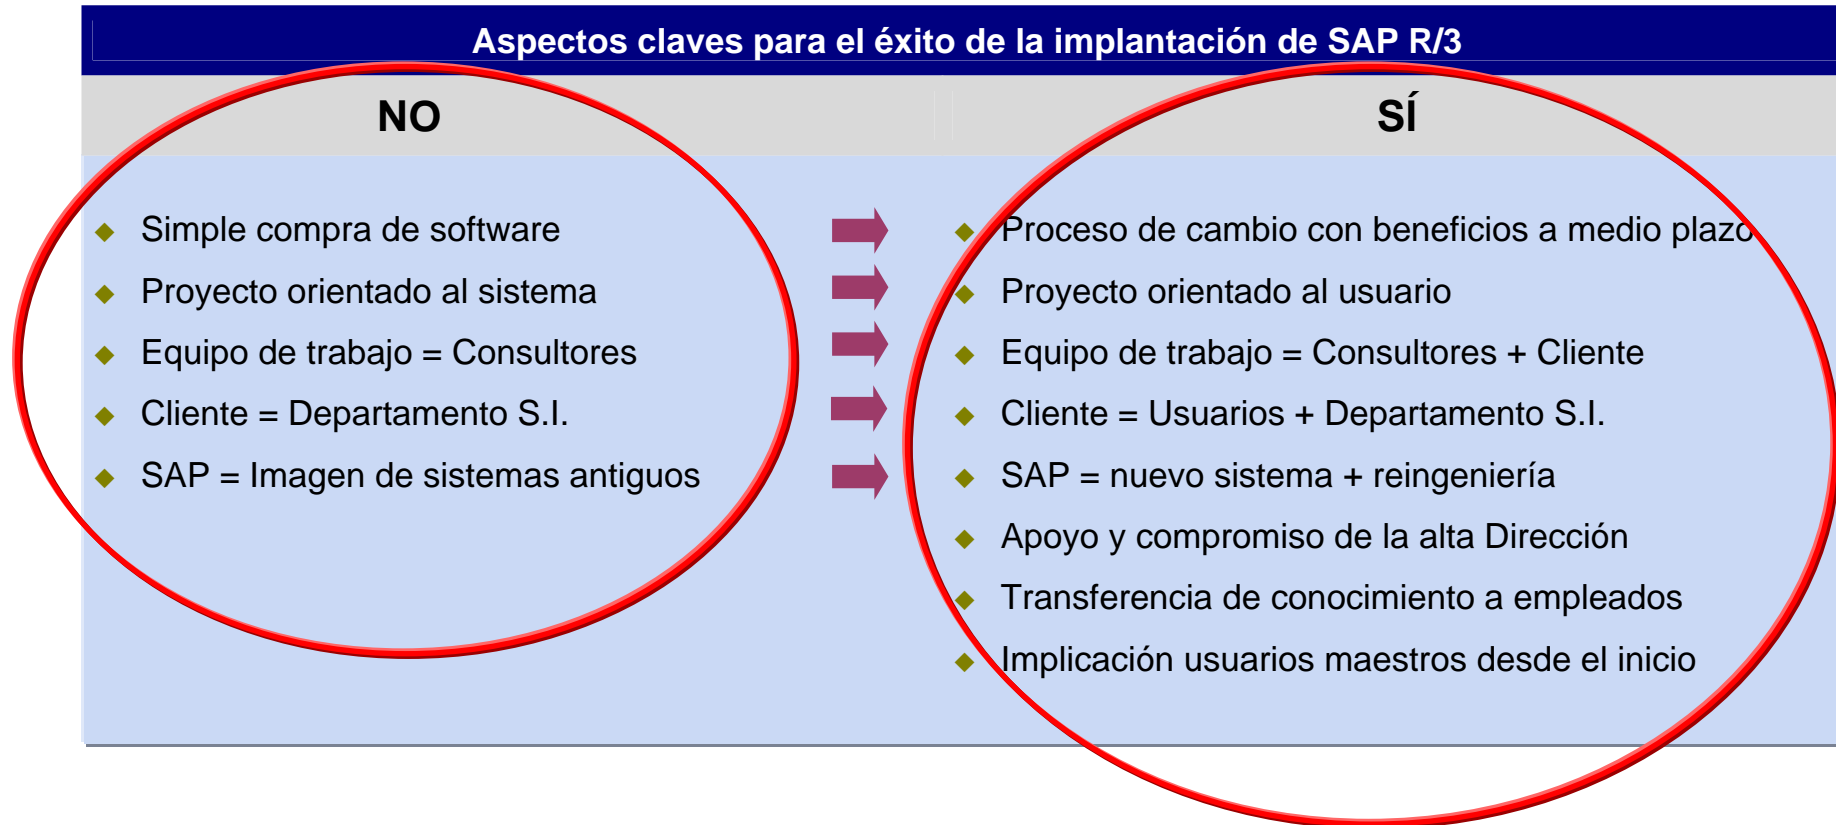 Aspectos claves para el éxito de la implantación de SAP R/3
NO
Simple compra de software
Proyecto orientado al sistema
Equipo de trabajo = Consultores
Cliente = Departamento S.I.
SAP = Imagen de sistemas antiguos
SÍ
Proceso de cambio con beneficios a medio plazo
Proyecto orientado al usuario
Equipo de trabajo = Consultores + Cliente
Cliente = Usuarios + Departamento S.I.
SAP = nuevo sistema + reingeniería
Apoyo y compromiso de la alta Dirección
Transferencia de conocimiento a empleados
Implicación usuarios maestros desde el inicio